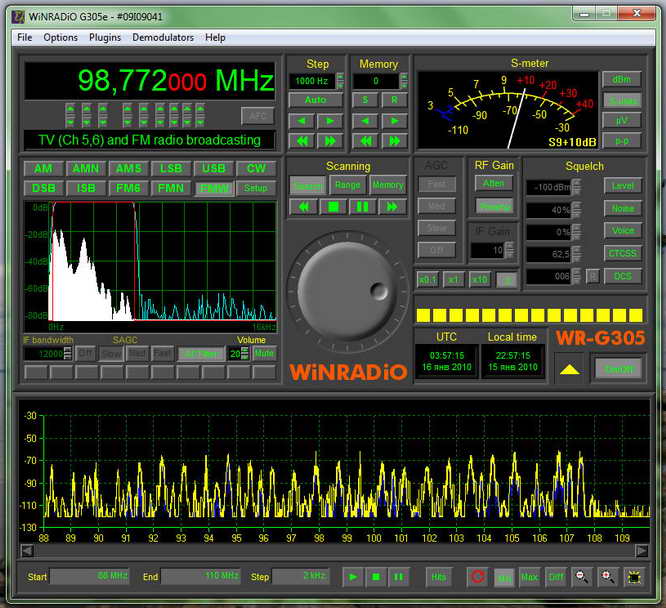 WiNRADiO G305e - #09I09041
File Options Plugins Demodulators Help
98,772000 MHz
AFC
TV (Ch 5,6) and FM radio broadcasting
Step
1000 Hz
Auto
Memory
0
S R
S-meter
3 5 7 9 +10 +20 +30 +40
-110 -90 -70 -50 -30
S9+10dB
dBm
µV
p-p
AM AMN AMS LSB USB CW
DSB ISB FM6 FMN FMW Setup
0dB
-20dB
-40dB
-60dB
-80dB
0Hz 16kHz
IF bandwidth SAGC Volume
12000 Off Slow Med Fast 20 Mute
Scanning
Range Memory
WiNRADiO
AGC
Fast
Med
Slow
Off
RF Gain
Atten
IF Gain
10
x0.1 x1 x10
Squelch
-100 dBm Level
40% Noise
0% Voice
62,5 CTCSS
006 R DCS
UTC Local time
03:57:15 22:57:15
16 янв 2010 15 янв 2010
WR-G305
On/Off
-30
-50
-70
-90
-110
-130
88 89 90 91 92 93 94 95 96 97 98 99 100 101 102 103 104 105 106 107 108 109
Start 88 MHz End 110 MHz Step 2 kHz
Hits Max Diff